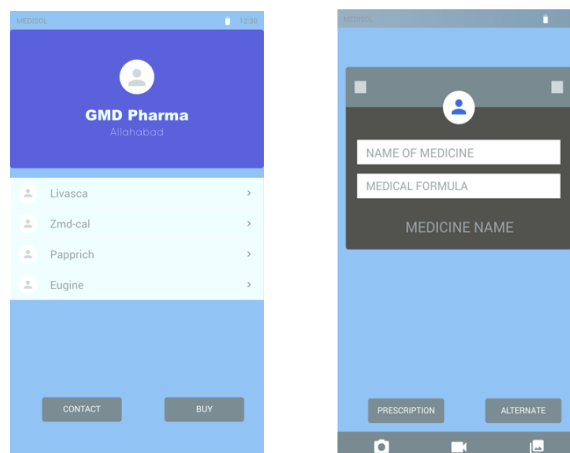 MEDISOL
12:30
GMD Pharma
Allahabad
Livasca
Zmd-cal
Papprich
Eugine
CONTACT
BUY
MEDISOL
NAME OF MEDICINE
MEDICAL FORMULA
MEDICINE NAME
PRESCRIPTION
ALTERNATE